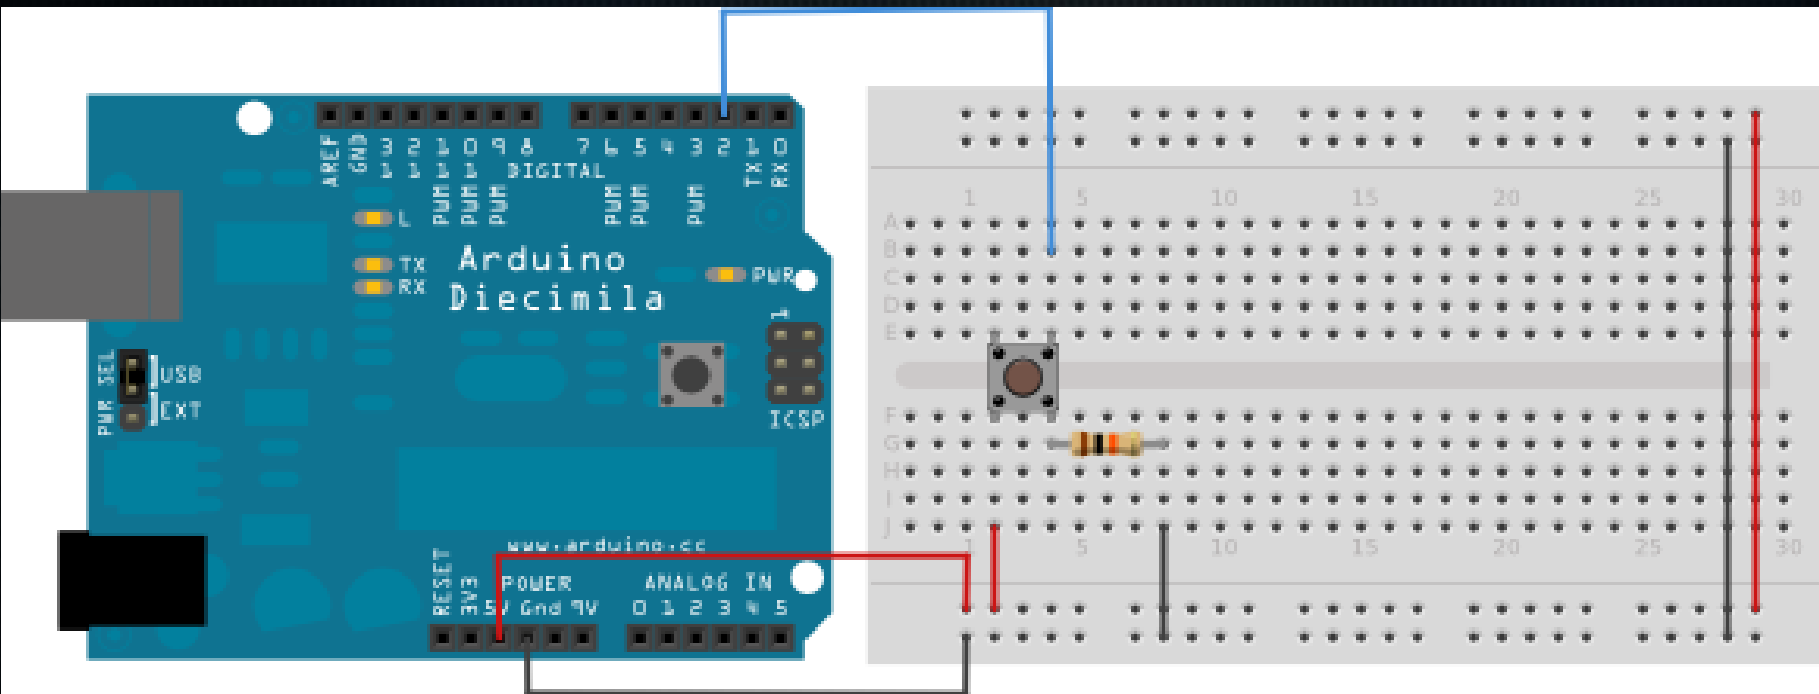 AREF
GND
13
12
11
10
9
8
7
6
5
4
3
2
1
0
TX
RX
DIGITAL
PWM
PWM
PWM
PWM
PWM
PWM
L
TX
RX
Arduino
Diecimila
PWR
1
ICSP
PWR SEL
USB
EXT
www.arduino.cc
RESET
3V3
POWER
ANALOG IN
5V Gnd 9V
0 1 2 3 4 5
1 5 10 15 20 25 30
A
B
C
D
E
F
G
H
I
J
1 5 10 15 20 25 30